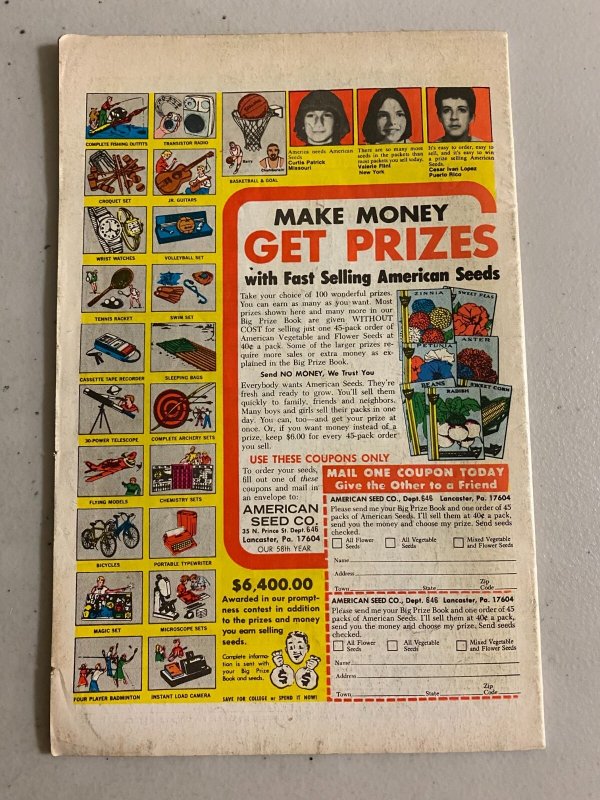 COMPLETE FISHING OUTFITS
TRANSISTOR RADIO
CROQUET SET
JR. GUITARS
WRIST WATCHES
VOLLEYBALL SET
TENNIS RACKET
SWIM SET
CASSETTE TAPE RECORDER
SLEEPING BAGS
30-POWER TELESCOPE
COMPLETE ARCHERY SETS
FLYING MODELS
CHEMISTRY SETS
BICYCLES
PORTABLE TYPEWRITER
MAGIC SET
MICROSCOPE SETS
FOUR PLAYER BADMINTON
INSTANT LOAD CAMERA
Barry
Chamberlain
BASKETBALL & GOAL
America needs American
Seeds
Curtis Patrick
Missouri
There are so many more
seeds in the packets than
most packets you sell today.
Valerie Flint
New York
It's easy to order, easy to
sell, and it's easy to win
a prize selling American
Seeds.
Cesar Ivan Lopez
Puerto Rico
MAKE MONEY
GET PRIZES
with Fast Selling American Seeds
Take your choice of 100 wonderful prizes.
You can earn as many as you want. Most
prizes shown here and many more in our
Big Prize Book are given WITHOUT
COST for selling just one 45-pack order of
American Vegetable and Flower Seeds at
40¢ a pack. Some of the larger prizes re-
quire more sales or extra money as ex-
plained in the Big Prize Book.
Send NO MONEY, We Trust You
Everybody wants American Seeds. They're
fresh and ready to grow. You'll sell them
quickly to family, friends and neighbors.
Many boys and girls sell their packs in one
day. You can, too—and get your prize at
once. Or, if you want money instead of a
prize, keep $6.00 for every 45-pack order
you sell.
ZINNIA
SWEET PEAS
PETUNIA
ASTER
BEANS
RADISH
SWEET CORN
USE THESE COUPONS ONLY
To order your seeds,
fill out one of these
coupons and mail in
an envelope to:
AMERICAN
SEED CO.
35 N. Prince St. Dept. 646
Lancaster, Pa. 17604
OUR 58th YEAR
MAIL ONE COUPON TODAY
Give the Other to a Friend
AMERICAN SEED CO., Dept. 646 Lancaster, Pa. 17604
Please send me your Big Prize Book and one order of 45
packs of American Seeds. I'll sell them at 40¢ a pack,
send you the money and choose my prize. Send seeds
checked.
All Flower
Seeds
All Vegetable
Seeds
Mixed Vegetable
and Flower Seeds
Name
Address
Town State Zip Code
AMERICAN SEED CO., Dept. 646 Lancaster, Pa. 17604
Please send me your Big Prize Book and one order of 45
packs of American Seeds. I'll sell them at 40¢ a pack,
send you the money and choose my prize. Send seeds
checked.
All Flower
Seeds
All Vegetable
Seeds
Mixed Vegetable
and Flower Seeds
Name
Address
Town State Zip Code
$6,400.00
Awarded in our prompt-
ness contest in addition
to the prizes and money
you earn selling
seeds.
Complete informa-
tion is sent with
your Big Prize
Book and seeds.
SAVE FOR COLLEGE or SPEND IT NOW!